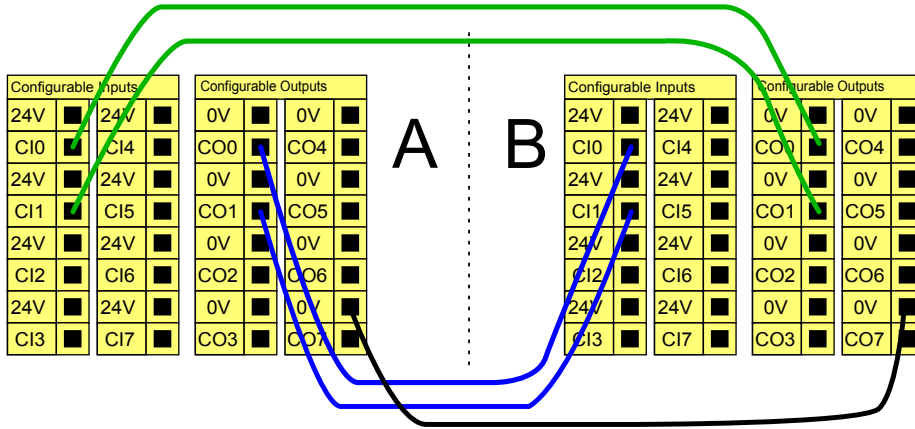 Configurable Inputs
24V 24V
CI0 CI4
24V 24V
CI1 CI5
24V 24V
CI2 CI6
24V 24V
CI3 CI7
Configurable Outputs
0V 0V
CO0 CO4
0V 0V
CO1 CO5
0V 0V
CO2 CO6
0V 0V
CO3 CO7
A
B
Configurable Inputs
24V 24V
CI0 CI4
24V 24V
CI1 CI5
24V 24V
CI2 CI6
24V 24V
CI3 CI7
Configurable Outputs
0V 0V
CO0 CO4
0V 0V
CO1 CO5
0V 0V
CO2 CO6
0V 0V
CO3 CO7